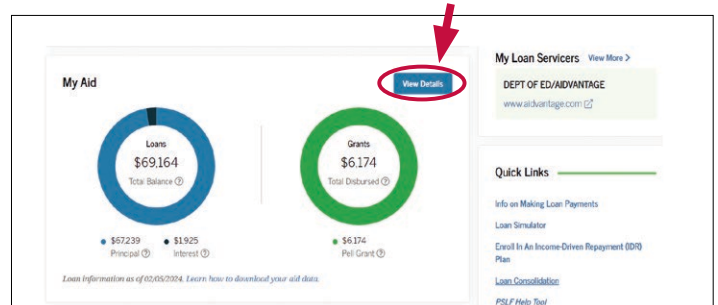 My Aid
View Details
Loans
$69,164
Total Balance
Grants
$6,174
Total Disbursed
$67,239
Principal
$1,925
Interest
$6,174
Pell Grant
Loan Information as of 02/05/2024. Learn how to download your aid data.
My Loan Servicers View More >
DEPT OF ED/AIDVANTAGE
www.aidvantage.com
Quick Links
Info on Making Loan Payments
Loan Simulator
Enroll In An Income-Driven Repayment (IDR)
Plan
Loan Consolidation
PSLF Help Tool